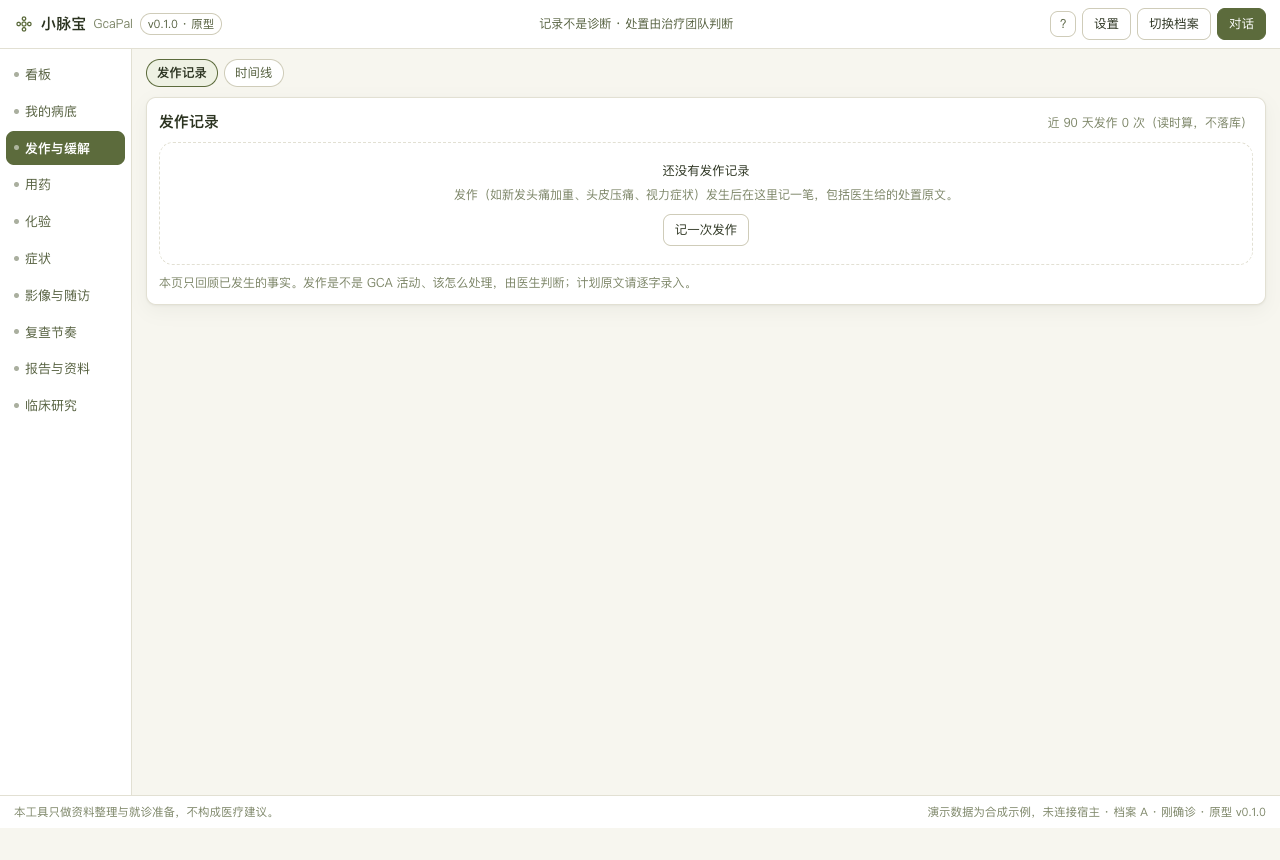 小脉宝 GcaPal v0.1.0 · 原型
记录不是诊断 · 处置由治疗团队判断
? 设置 切换档案 对话
看板
我的病底
发作与缓解
用药
化验
症状
影像与随访
复查节奏
报告与资料
临床研究
发作记录 时间线
发作记录
近 90 天发作 0 次（读时算，不落库）
还没有发作记录
发作（如新发头痛加重、头皮压痛、视力症状）发生后在这里记一笔，包括医生给的处置原文。
记一次发作
本页只回顾已发生的事实。发作是不是 GCA 活动、该怎么处理，由医生判断；计划原文请逐字录入。
本工具只做资料整理与就诊准备，不构成医疗建议。
演示数据为合成示例，未连接宿主 · 档案 A · 刚确诊 · 原型 v0.1.0